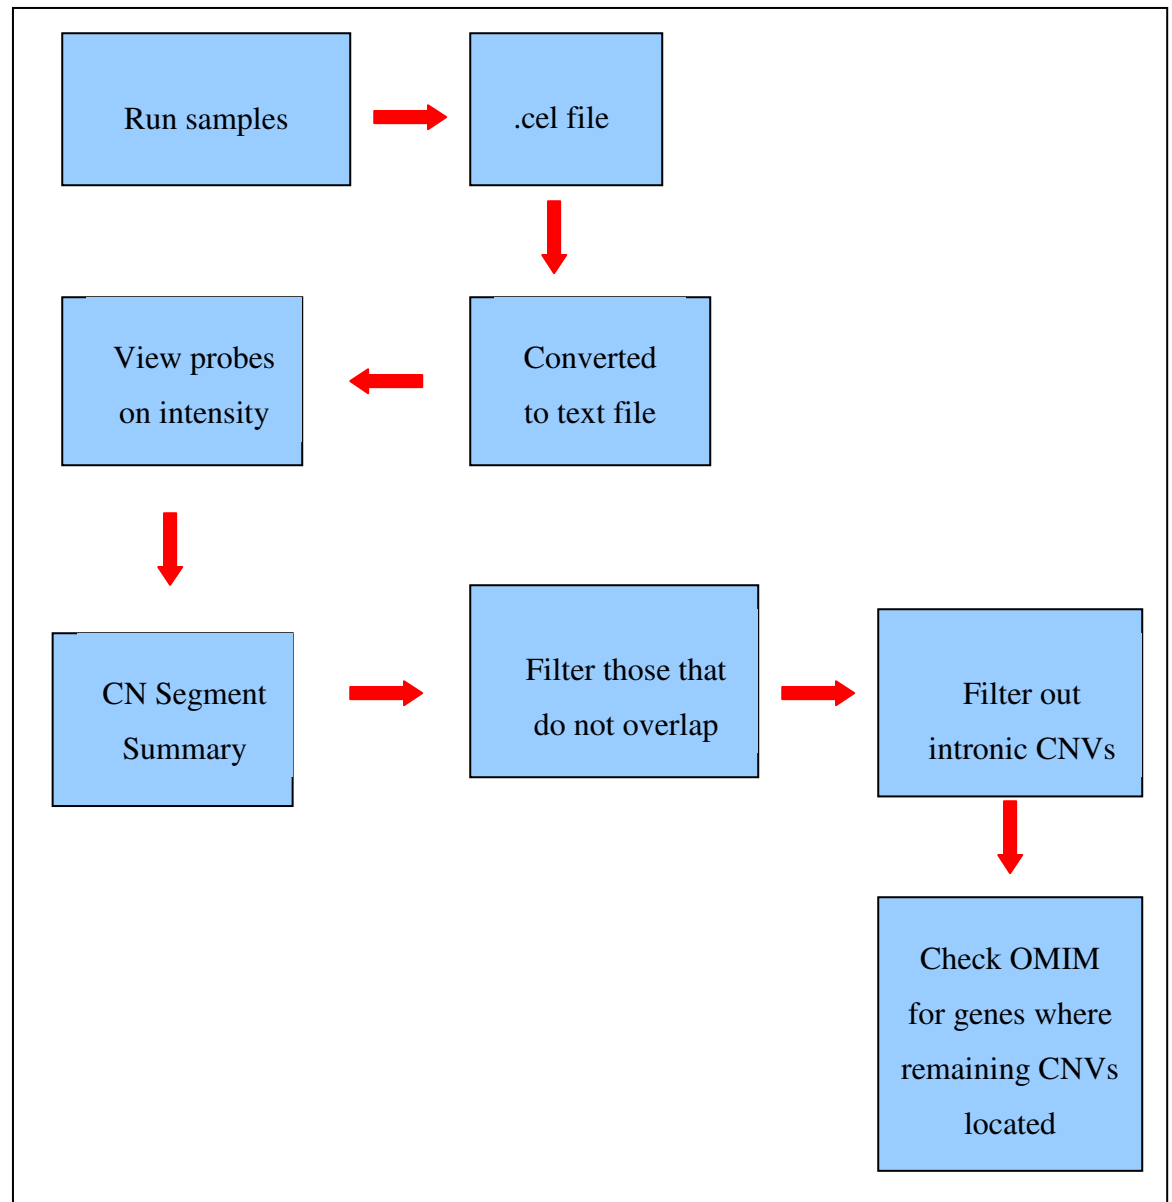 Run samples
.cel file
Converted
to text file
View probes
on intensity
CN Segment
Summary
Filter those that
do not overlap
Filter out
intronic CNVs
Check OMIM
for genes where
remaining CNVs
located